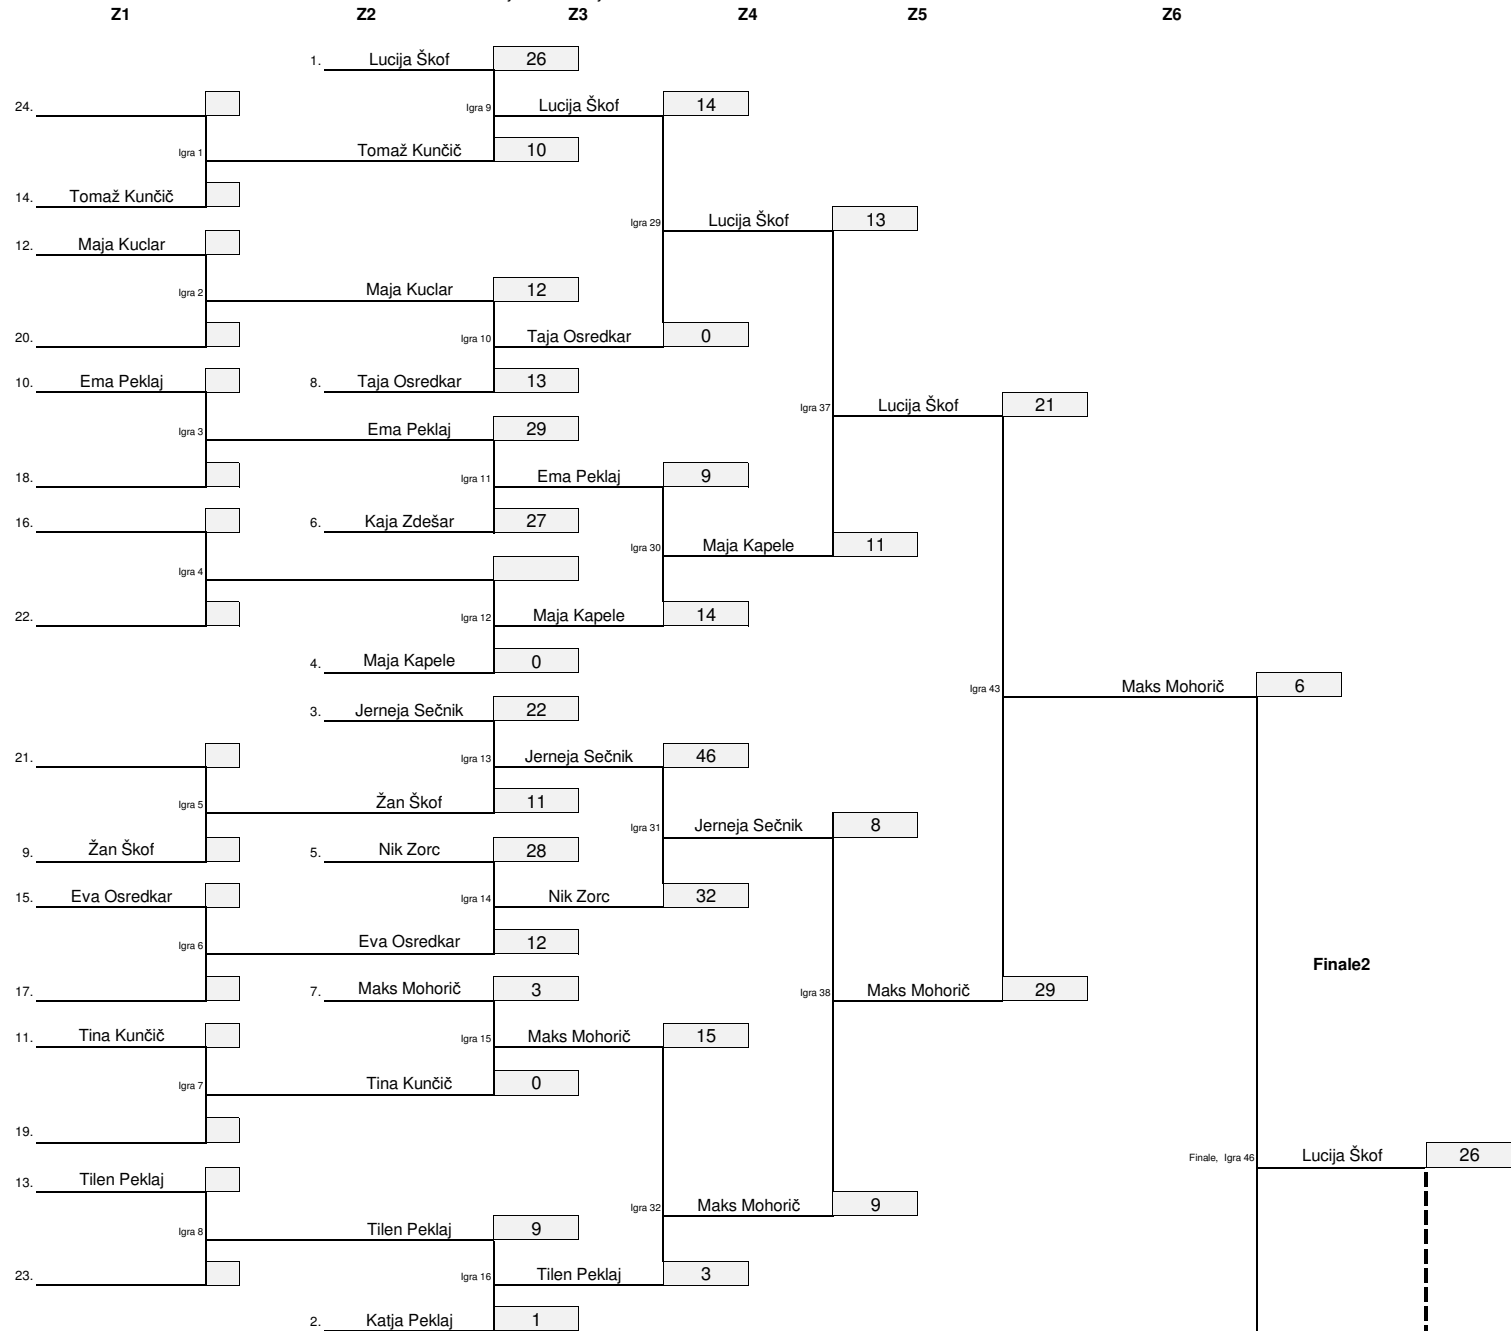 Z1 Z2 Z3 Z4 Z5 Z6
1. Lucija Škof 26
24. Igra 9 Lucija Škof 14
Igra 1 Tomaž Kunčič 10
14. Tomaž Kunčič
Igra 29 Lucija Škof 13
12. Maja Kuclar
Igra 2 Maja Kuclar 12
20. Igra 10 Taja Osredkar 0
10. Ema Peklaj 8. Taja Osredkar 13
Igra 37 Lucija Škof 21
Igra 3 Ema Peklaj 29
18. Igra 11 Ema Peklaj 9
16. 6. Kaja Zdešar 27
Igra 30 Maja Kapele 11
Igra 4
22. Igra 12 Maja Kapele 14
4. Maja Kapele 0
Igra 43 Maks Mohorič 6
3. Jerneja Sečnik 22
21. Igra 13 Jerneja Sečnik 46
Igra 5 Žan Škof 11
Igra 31 Jerneja Sečnik 8
9. Žan Škof 5. Nik Zorc 28
15. Eva Osredkar Igra 14 Nik Zorc 32
Igra 6 Eva Osredkar 12
Finale2
17. 7. Maks Mohorič 3 Igra 38 Maks Mohorič 29
11. Tina Kunčič Igra 15 Maks Mohorič 15
Igra 7 Tina Kunčič 0
19.
Finale, Igra 46 Lucija Škof 26
13. Tilen Peklaj
Igra 32 Maks Mohorič 9
Igra 8 Tilen Peklaj 9
23. Igra 16 Tilen Peklaj 3
2. Katja Peklaj 1